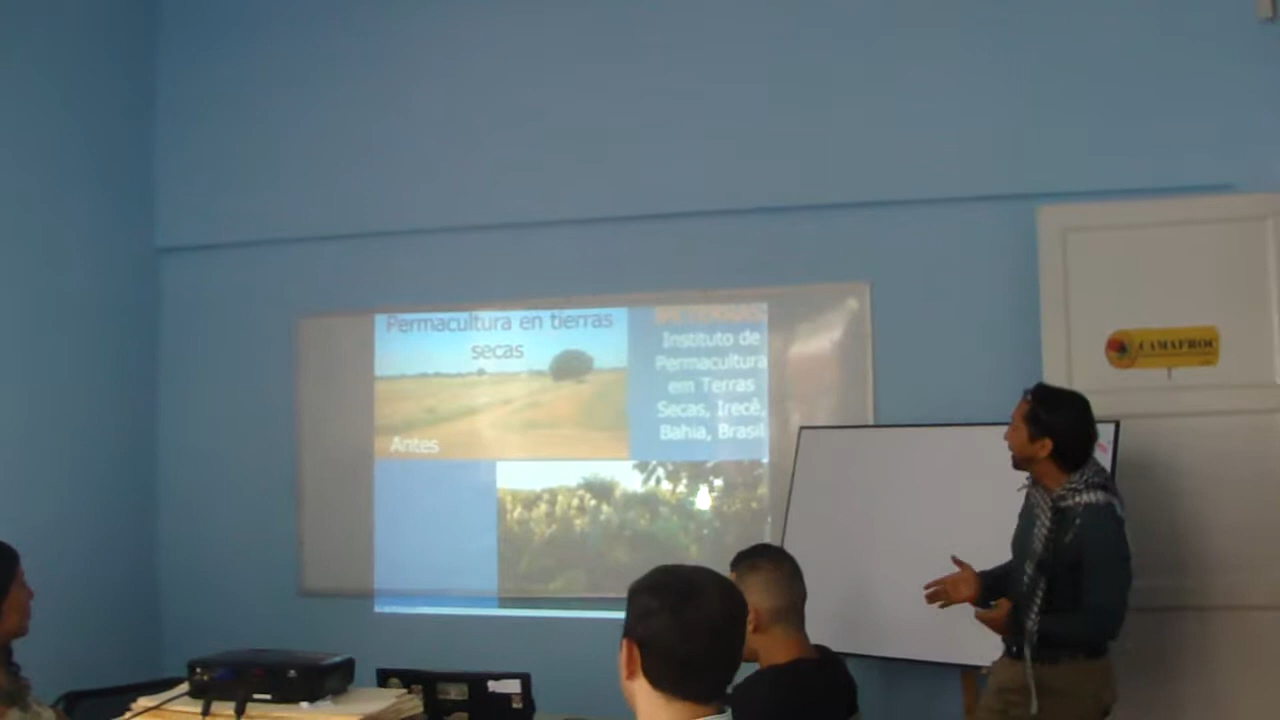 Permacultura en tierras
secas
Antes
Instituto de
Permacultura
em Terras
Secas, Irecê,
Bahia, Brasil
CAMAFROC